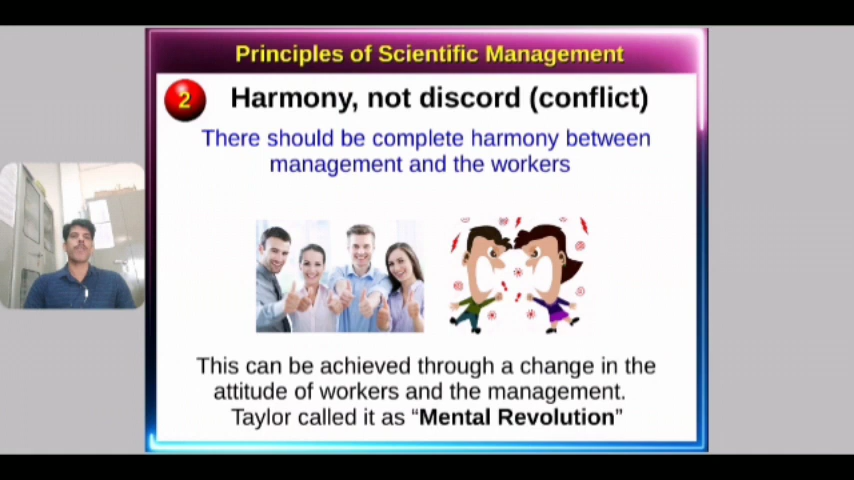 Principles of Scientific Management
2
Harmony, not discord (conflict)
There should be complete harmony between
management and the workers
This can be achieved through a change in the
attitude of workers and the management.
Taylor called it as “Mental Revolution”